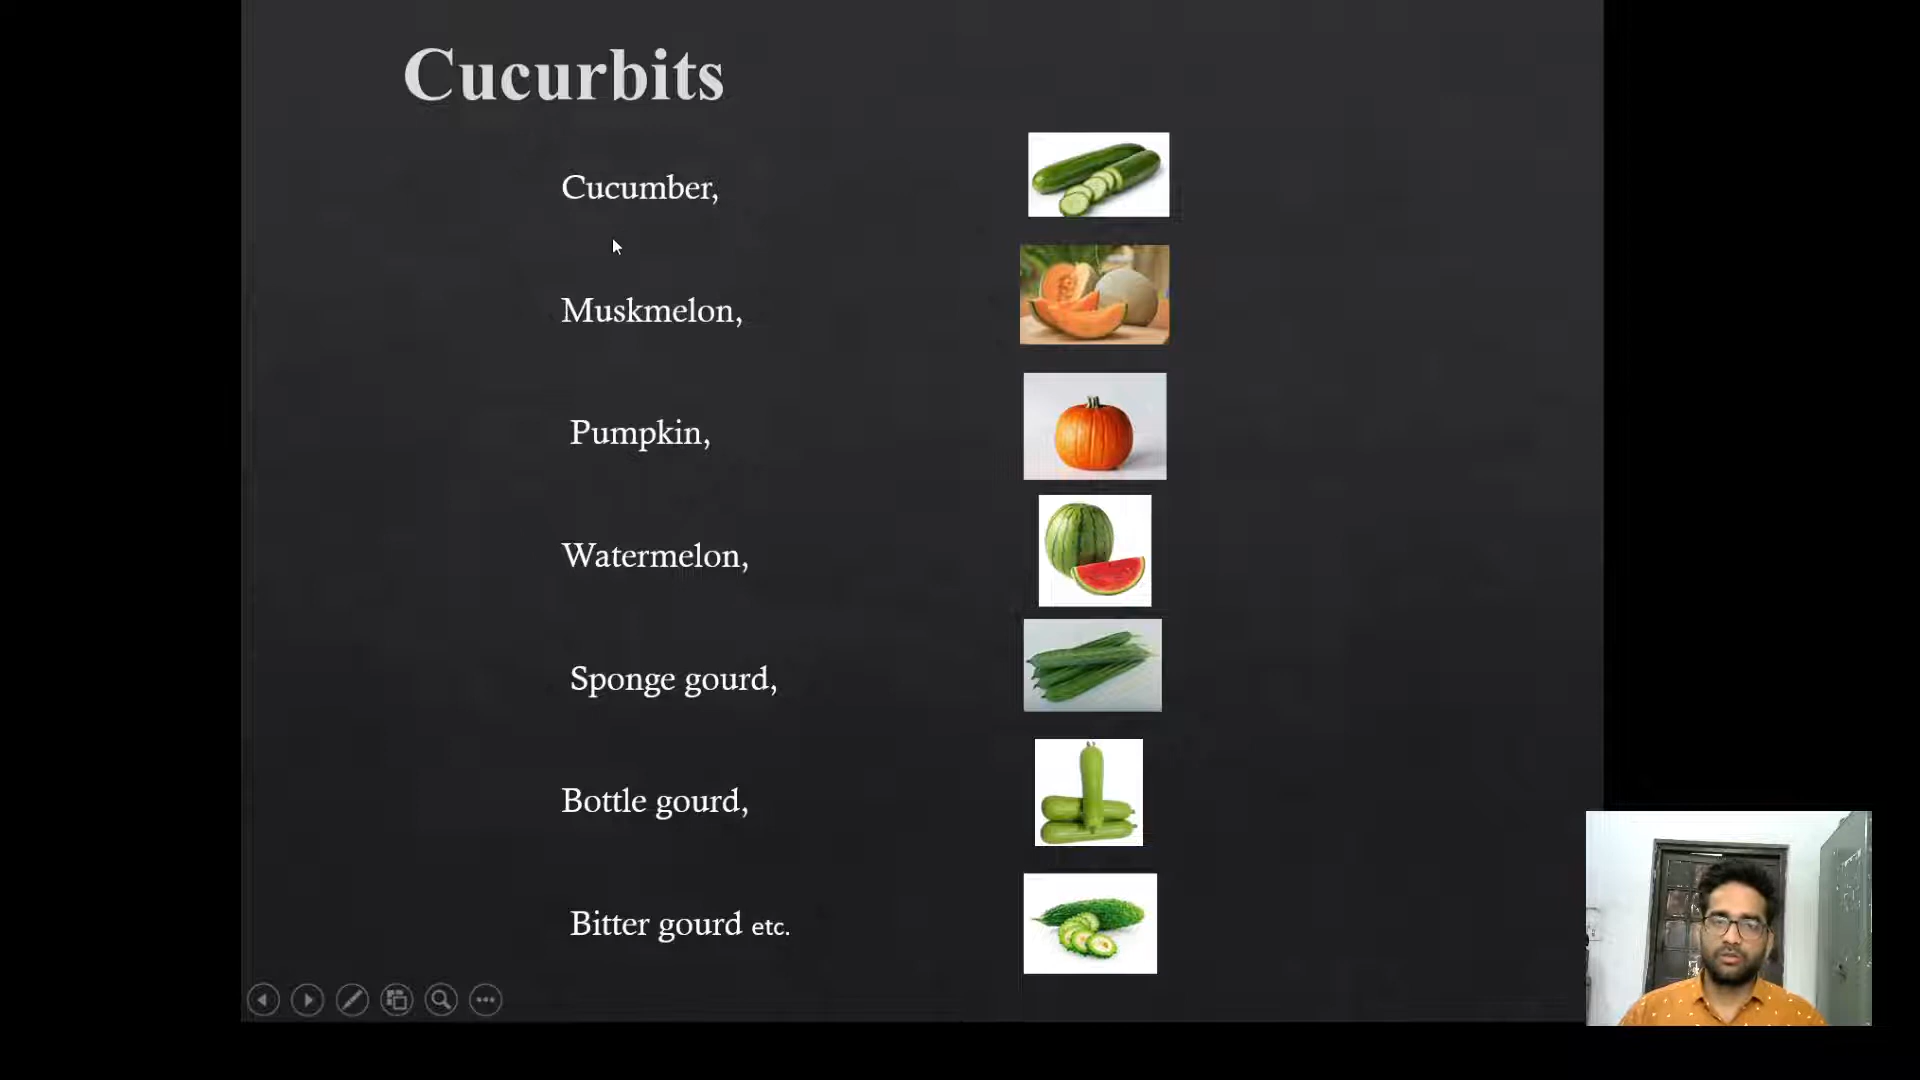 Cucurbits
Cucumber,
Muskmelon,
Pumpkin,
Watermelon,
Sponge gourd,
Bottle gourd,
Bitter gourd etc.